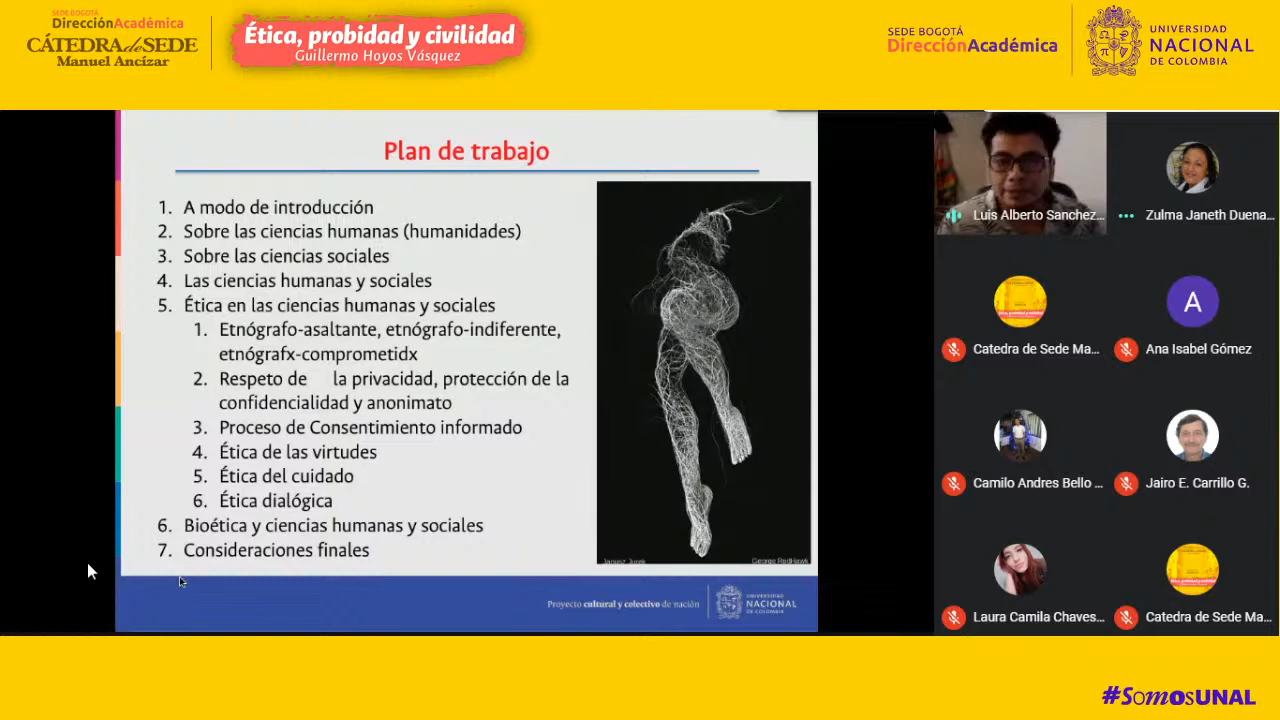 SEDE BOGOTÁ
DirecciónAcadémica
CÁTEDRAdeSEDE
Manuel Ancízar
Ética, probidad y civilidad
Guillermo Hoyos Vásquez
SEDE BOGOTÁ
DirecciónAcadémica
UNIVERSIDAD
NACIONAL
DE COLOMBIA
Plan de trabajo
1. A modo de introducción
2. Sobre las ciencias humanas (humanidades)
3. Sobre las ciencias sociales
4. Las ciencias humanas y sociales
5. Ética en las ciencias humanas y sociales
1. Etnógrafo-asaltante, etnógrafo-indiferente,
etnógrafx-comprometidx
2. Respeto de la privacidad, protección de la
confidencialidad y anonimato
3. Proceso de Consentimiento informado
4. Ética de las virtudes
5. Ética del cuidado
6. Ética dialógica
6. Bioética y ciencias humanas y sociales
7. Consideraciones finales
Janusz Jurek
George RedHawk
Proyecto cultural y colectivo de nación
UNIVERSIDAD
NACIONAL
DE COLOMBIA
Luis Alberto Sanchez...
Zulma Janeth Duena...
Catedra de Sede Ma...
A
Ana Isabel Gómez
Camilo Andres Bello ...
Jairo E. Carrillo G.
Laura Camila Chaves...
Catedra de Sede Ma...
#SomosUNAL